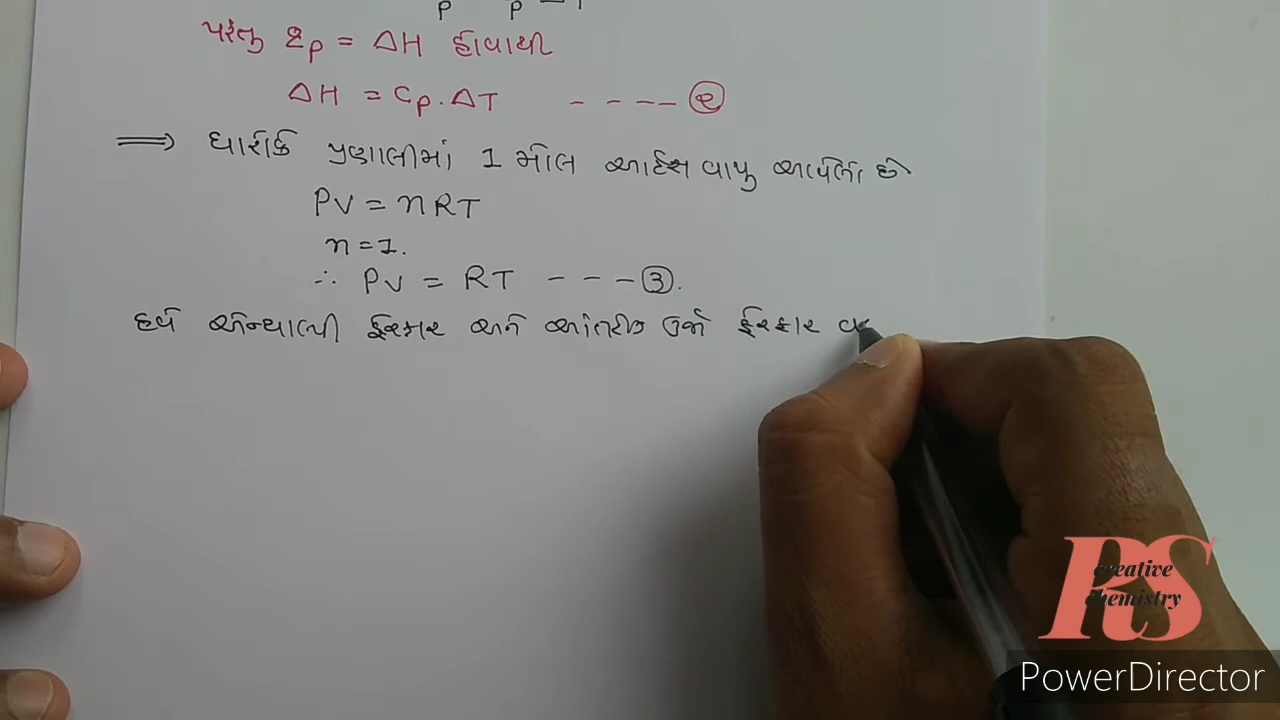 પરંતુ qp = ΔH હોવાથી
ΔH = Cp. ΔT - - - - ②
⟹ ધારો કે પ્રણાલીમાં 1 મોલ આદર્શ વાયુ આપેલો છે
PV = nRT
n = 1.
∴ PV = RT - - - ③.
હવે એન્થાલ્પી ફેરફાર અને આંતરીક ઉર્જા ફેરફાર
RS
creative
chemistry
PowerDirector